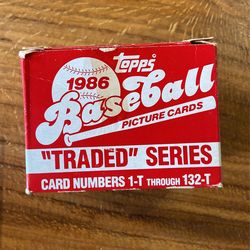 TOPPS
1986
Baseball
PICTURE CARDS
"TRADED" SERIES
CARD NUMBERS 1-T THROUGH 132-T